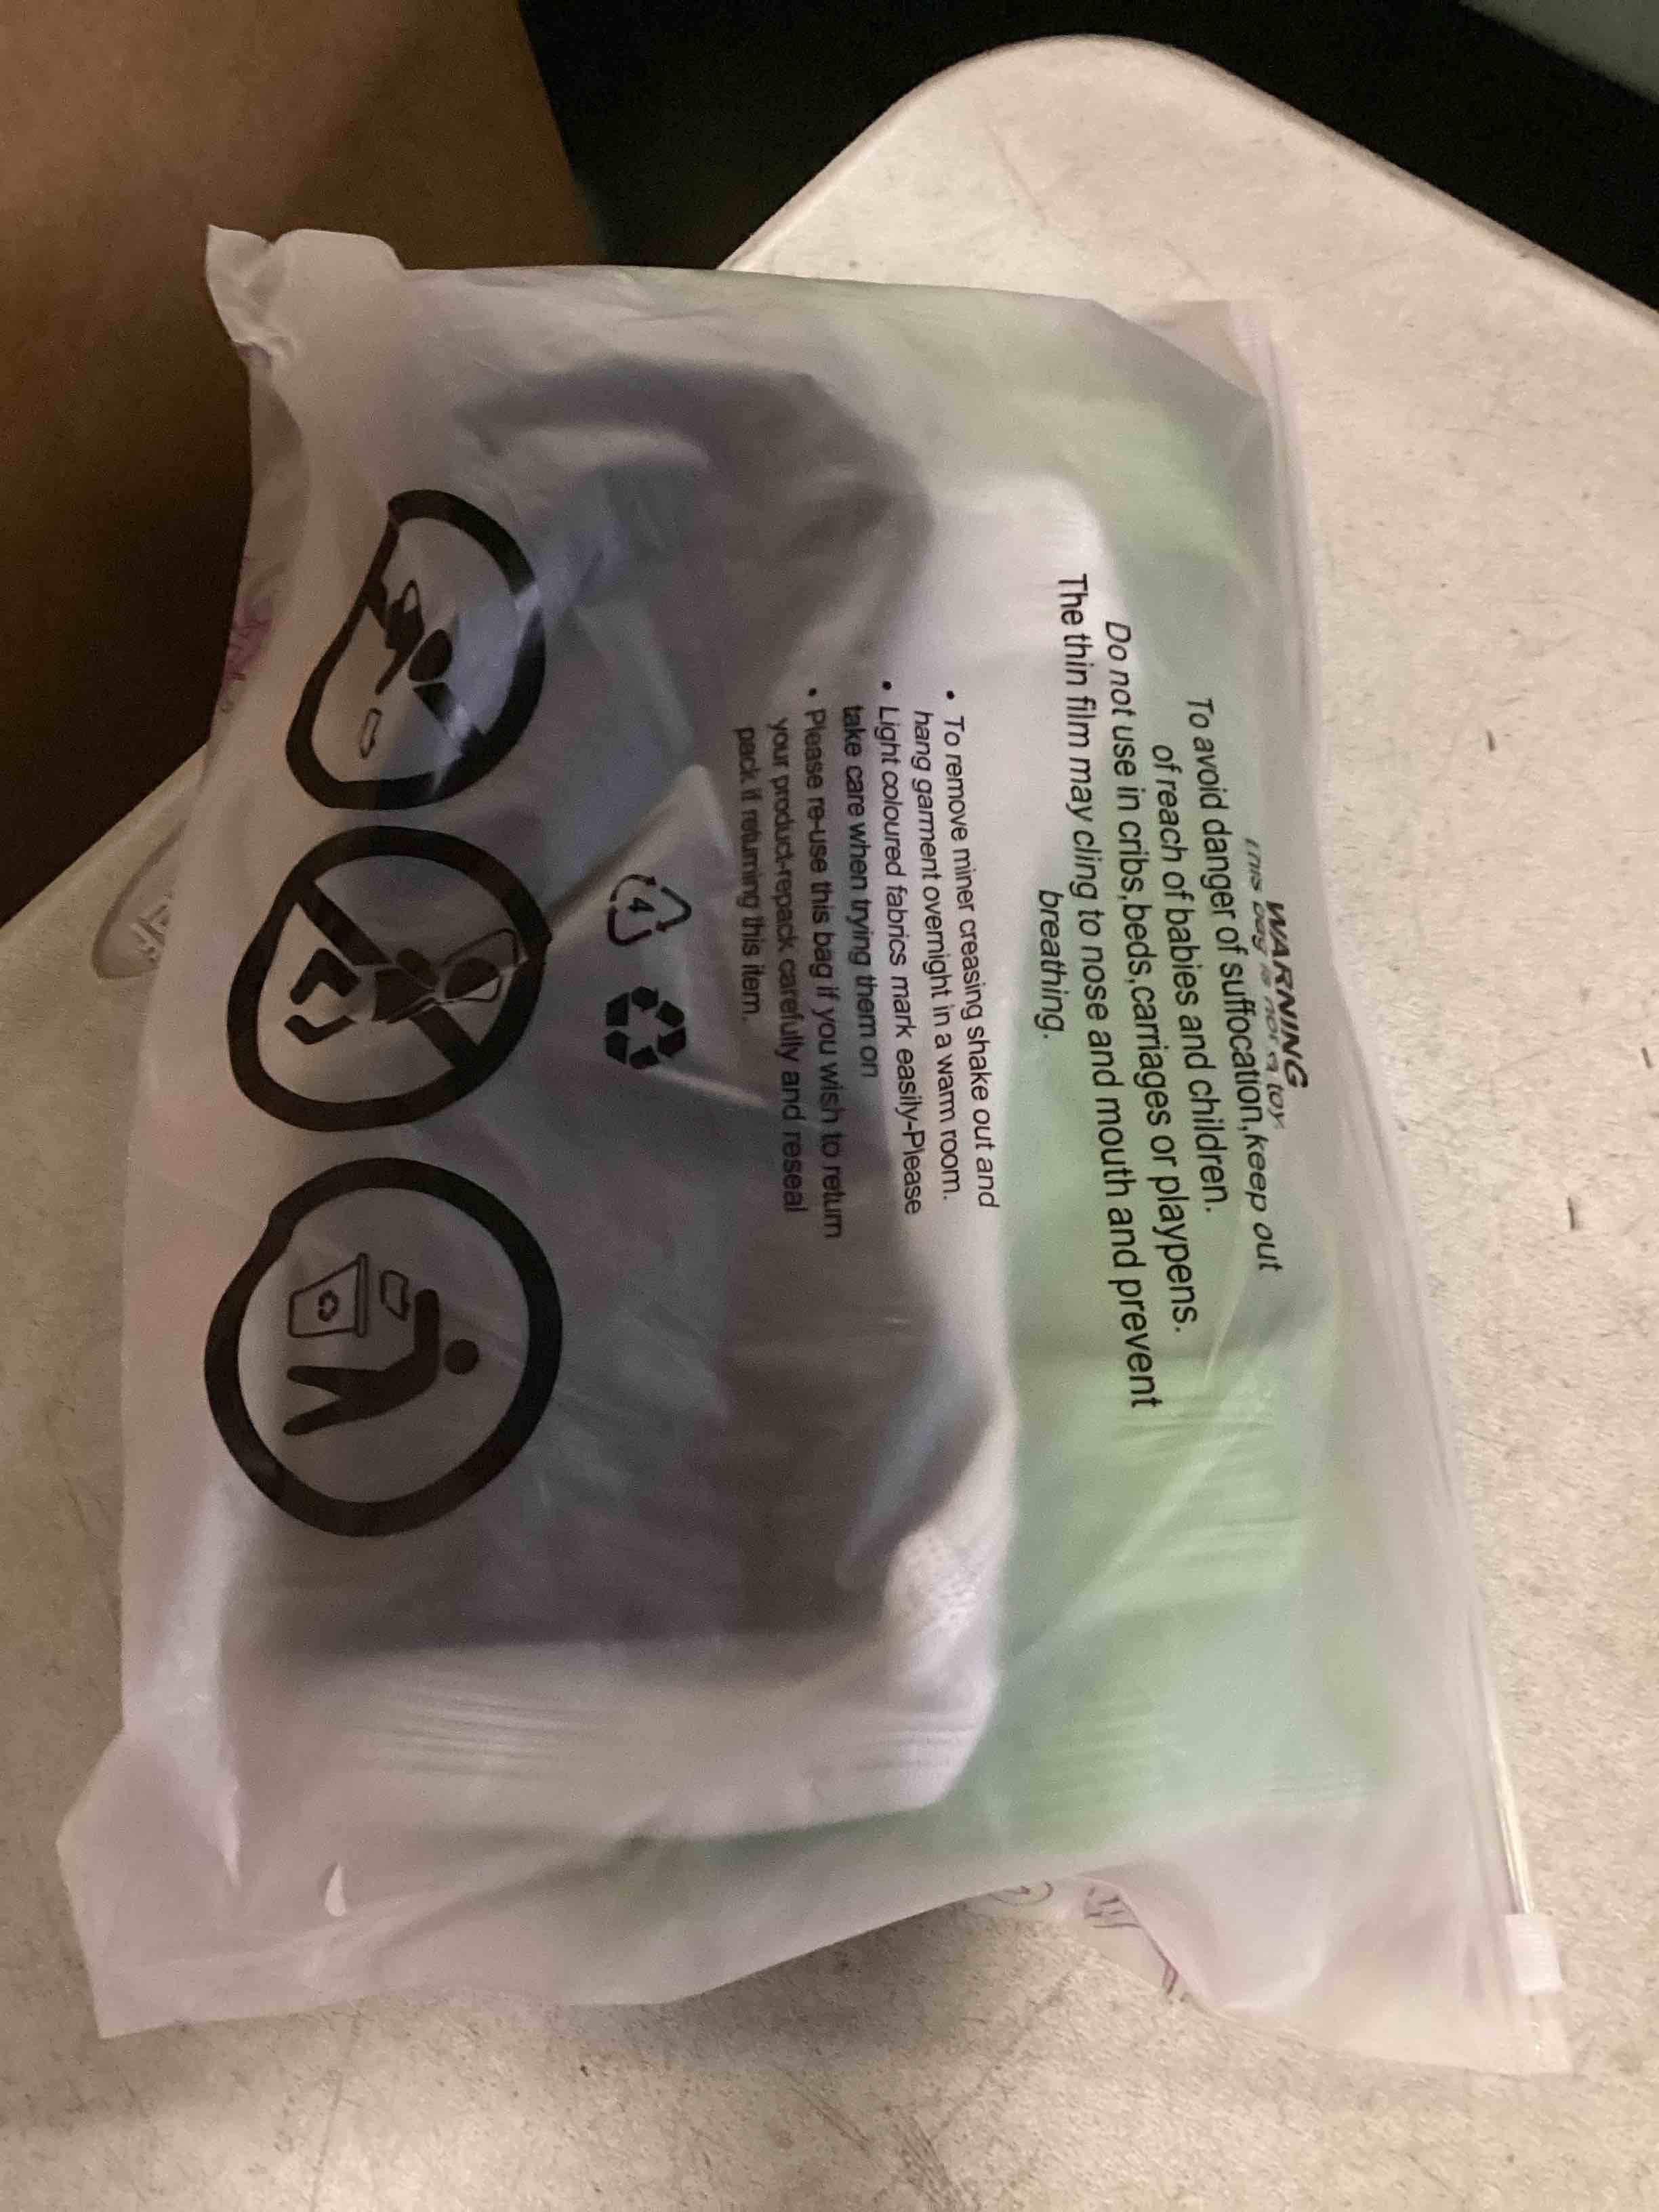 WARNING
This bag is not a toy.
To avoid danger of suffocation,keep out
of reach of babies and children.
Do not use in cribs,beds,carriages or playpens.
The thin film may cling to nose and mouth and prevent
breathing.
• To remove miner creasing shake out and
hang garment overnight in a warm room.
• Light coloured fabrics mark easily-Please
take care when trying them on
• Please re-use this bag if you wish to return
your product-repack carefully and reseal
pack if returning this item.
4